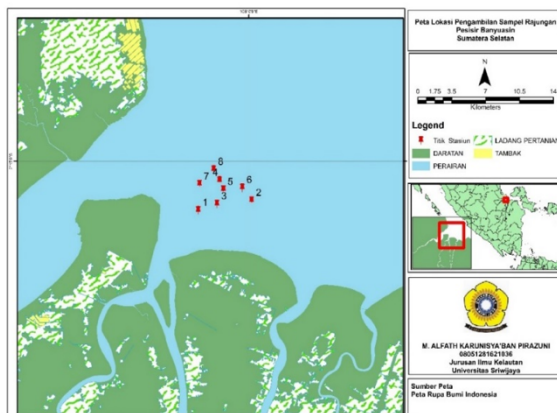 Peta Lokasi Pengambilan Sampel Rajungan
Pesisir Banyuasin
Sumatera Selatan
N
0 1.75 3.5 7 10.5 14
Kilometers
Legend
Titik Stasiun
LADANG PERTANIAN
DARATAN
TAMBAK
PERAIRAN
8
4
7
5
6
3
2
1
M. ALFATH KARUNISYA'BAN PIRAZUNI
08051281621836
Jurusan Ilmu Kelautan
Universitas Sriwijaya
Sumber Peta
Peta Rupa Bumi Indonesia